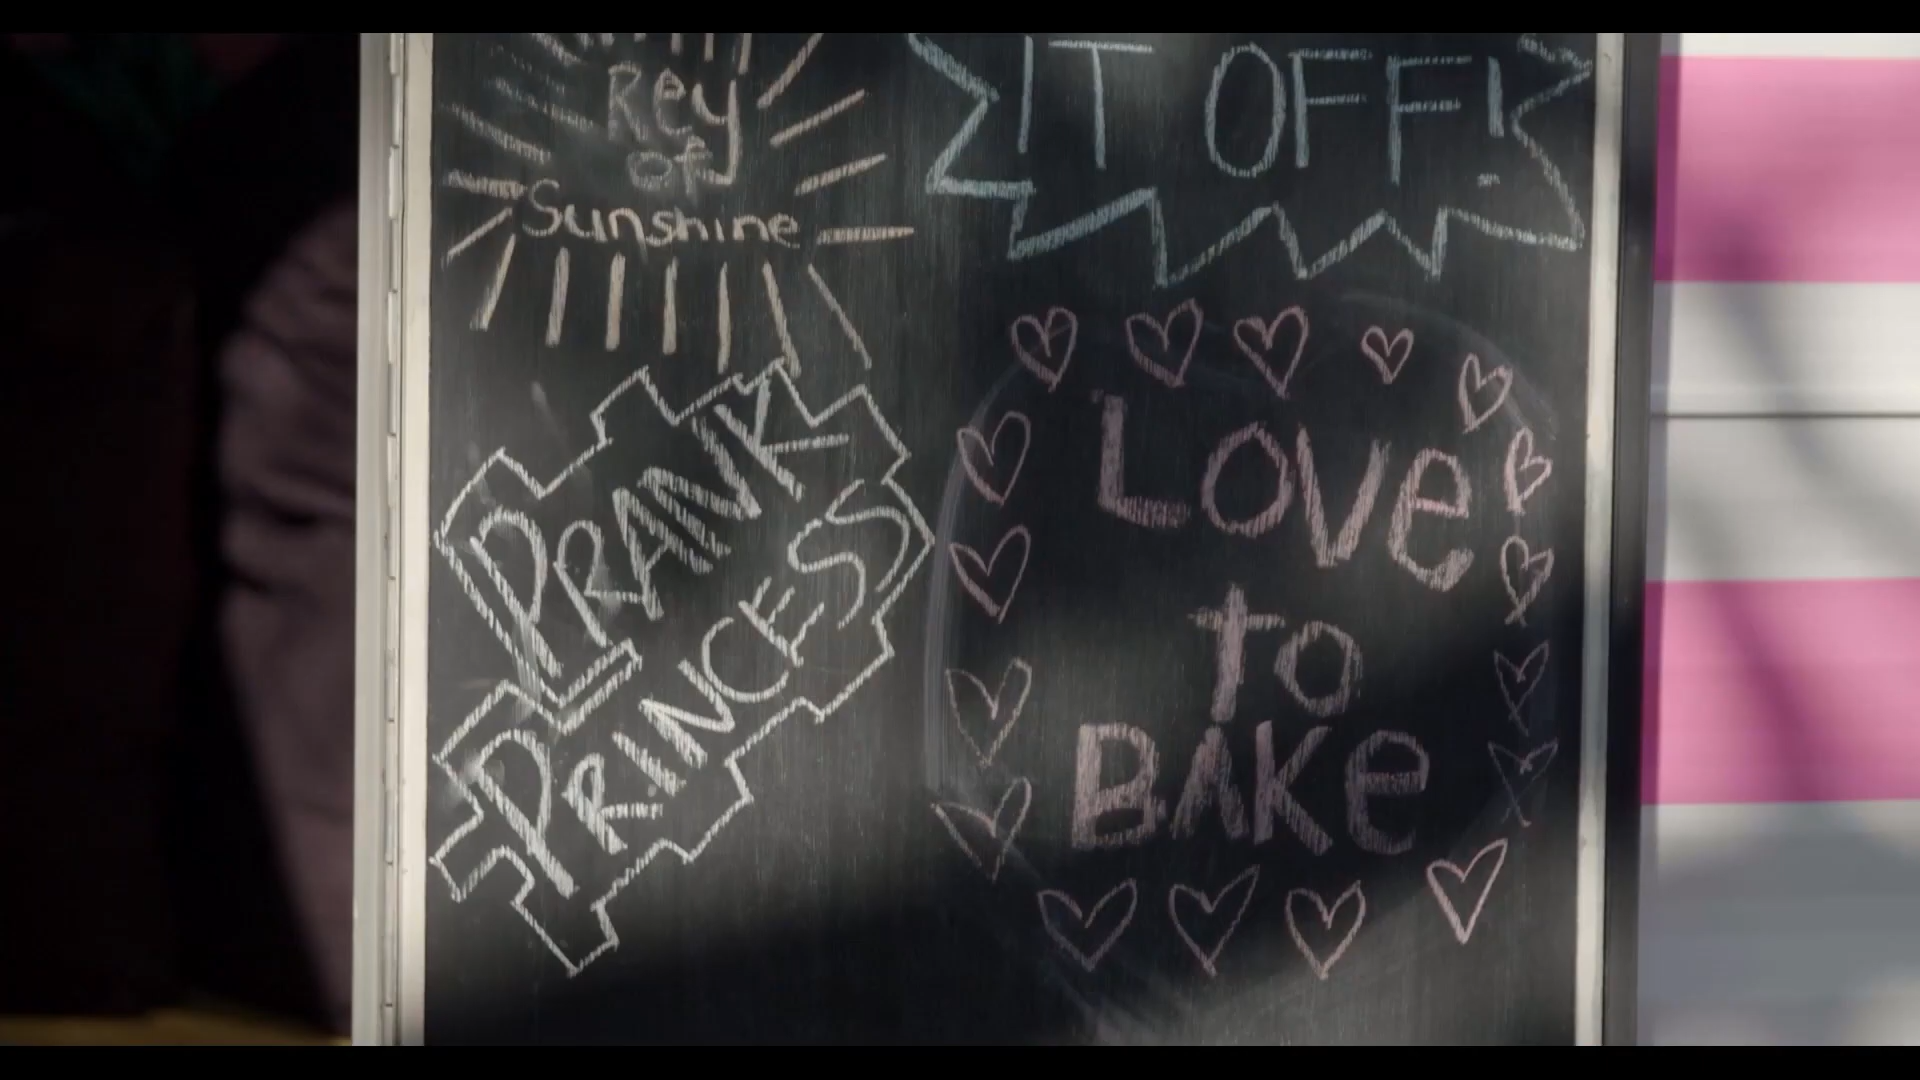 Rey
of
Sunshine
IT OFF!
PRANK
PRINCESS
LOVe
To
BAKe